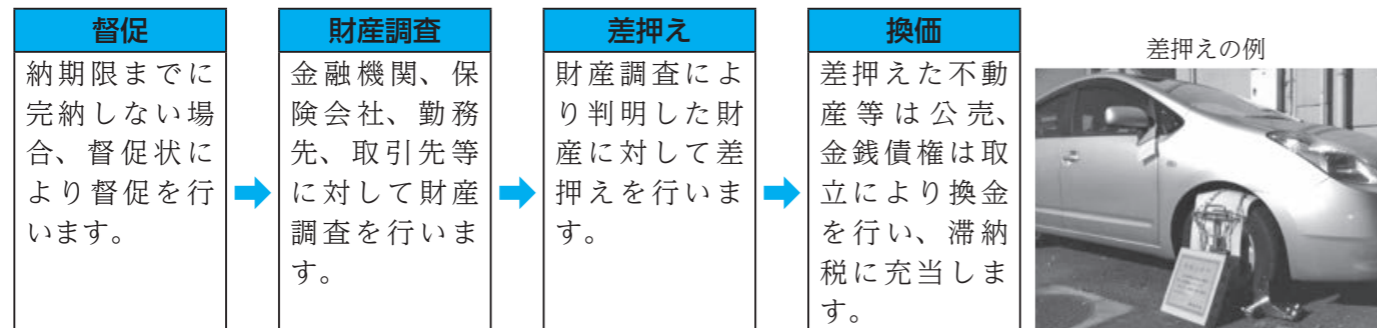 督促
納期限までに
完納しない場
合、督促状に
より督促を行
います。
財産調査
金融機関、保
険会社、勤務
先、取引先等
に対して財産
調査を行いま
す。
差押え
財産調査によ
り判明した財
産に対して差
押えを行いま
す。
換価
差押えた不動
産等は公売、
金銭債権は取
立により換金
を行い、滞納
税に充当しま
す。
差押えの例